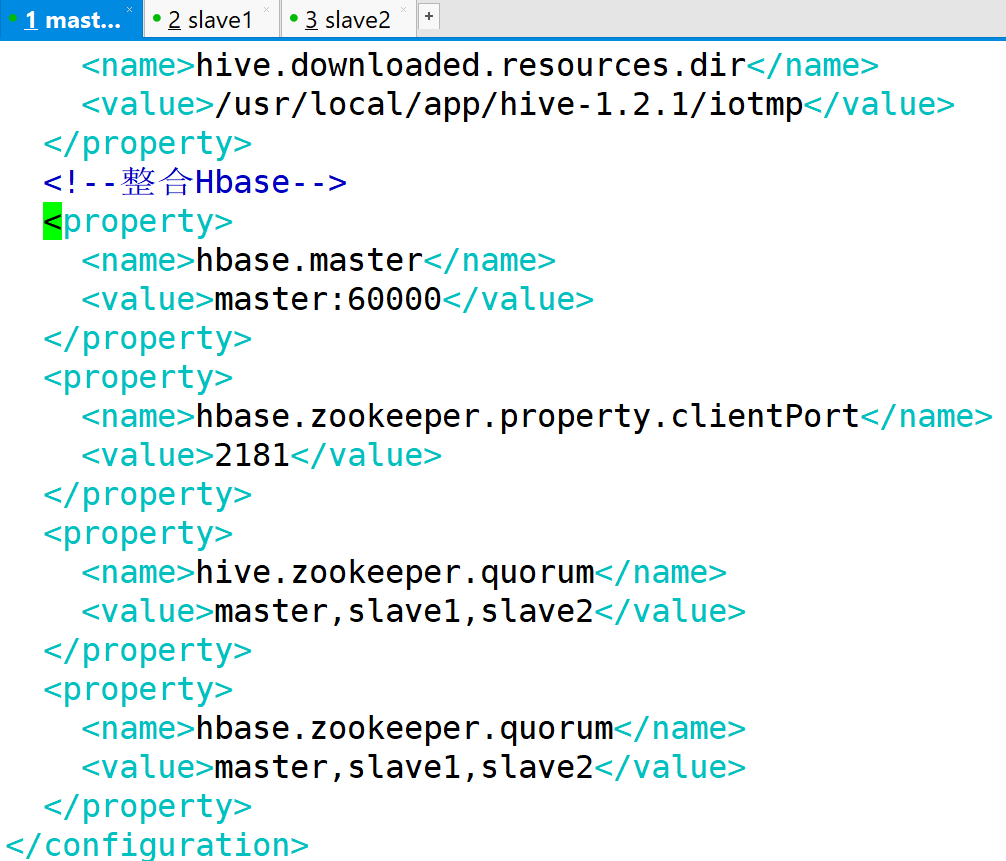 1 mast... × 2 slave1 × 3 slave2 × +
<name>hive.downloaded.resources.dir</name>
<value>/usr/local/app/hive-1.2.1/iotmp</value>
</property>
<!--整合Hbase-->
<property>
<name>hbase.master</name>
<value>master:60000</value>
</property>
<property>
<name>hbase.zookeeper.property.clientPort</name>
<value>2181</value>
</property>
<property>
<name>hive.zookeeper.quorum</name>
<value>master,slave1,slave2</value>
</property>
<property>
<name>hbase.zookeeper.quorum</name>
<value>master,slave1,slave2</value>
</property>
</configuration>